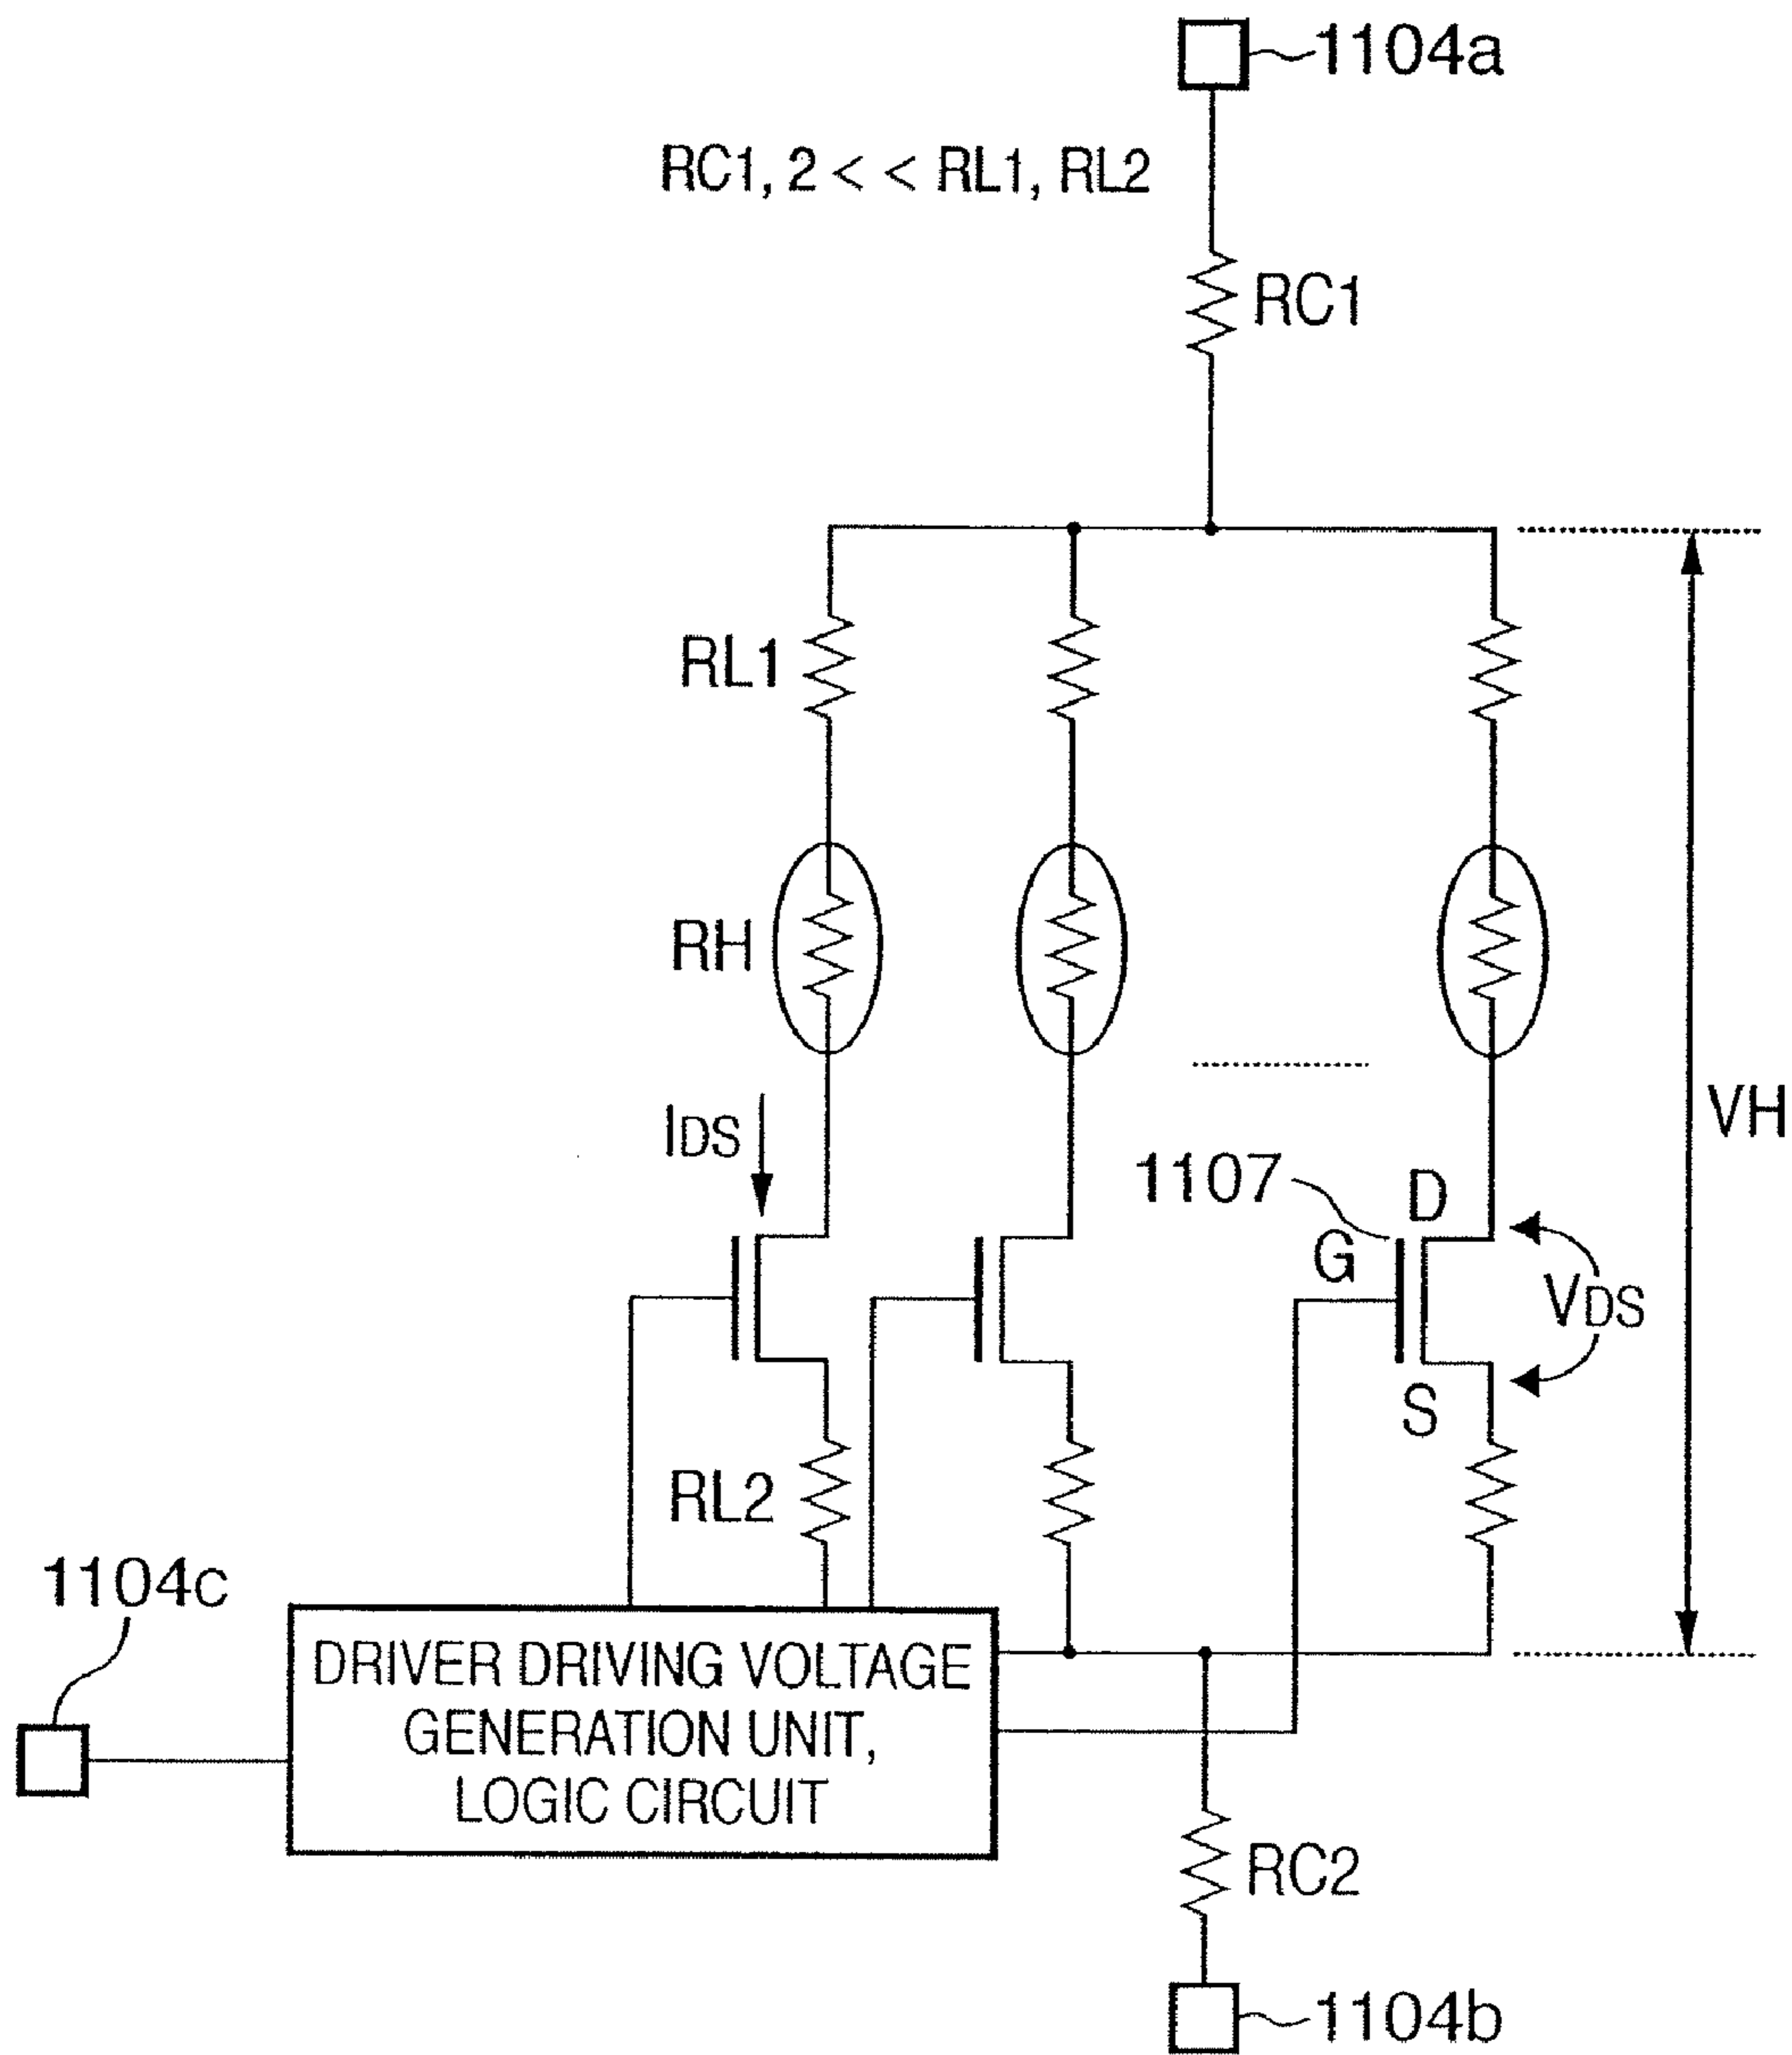 1104a
RC1, 2 < < RL1, RL2
RC1
RL1
RH
IDS
VH
1107
D
G
VDS
S
RL2
1104c
DRIVER DRIVING VOLTAGE
GENERATION UNIT,
LOGIC CIRCUIT
RC2
1104b